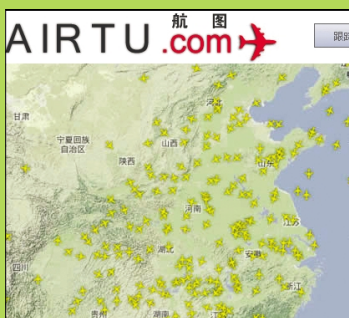 航 图
AIRTU.com
跟踪
河北
甘肃
宁夏回族
自治区
山西
陕西
山东
河南
江苏
安徽
湖北
四川
浙江
贵州
湖南
江